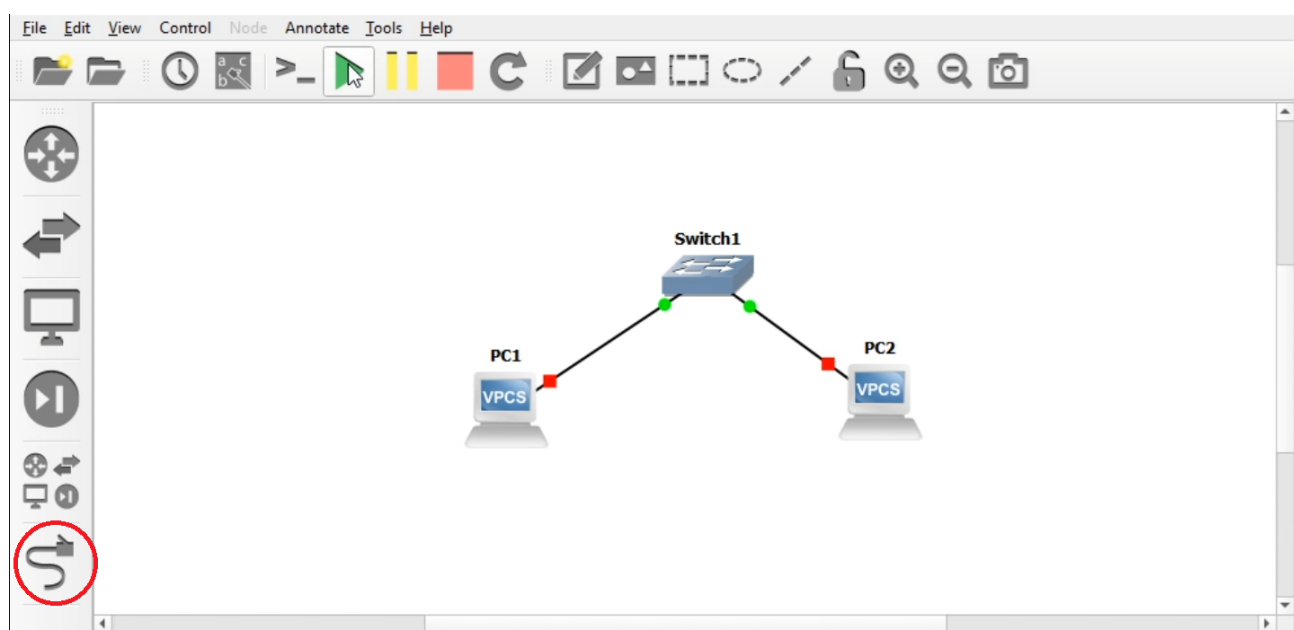 File Edit View Control Node Annotate Tools Help
a c
b
>_
Switch1
PC1
PC2
VPCS
VPCS